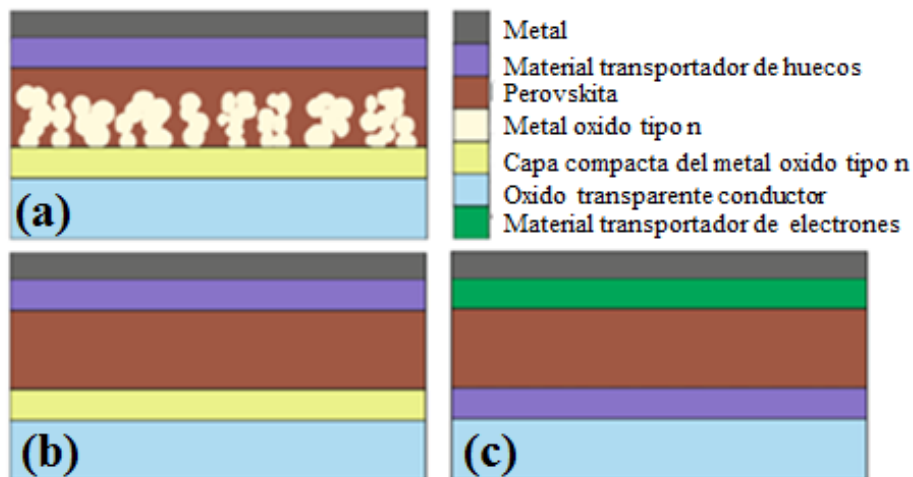 Metal
Material transportador de huecos
Perovskita
Metal oxido tipo n
Capa compacta del metal oxido tipo n
Oxido transparente conductor
Material transportador de electrones
(a)
(b)
(c)